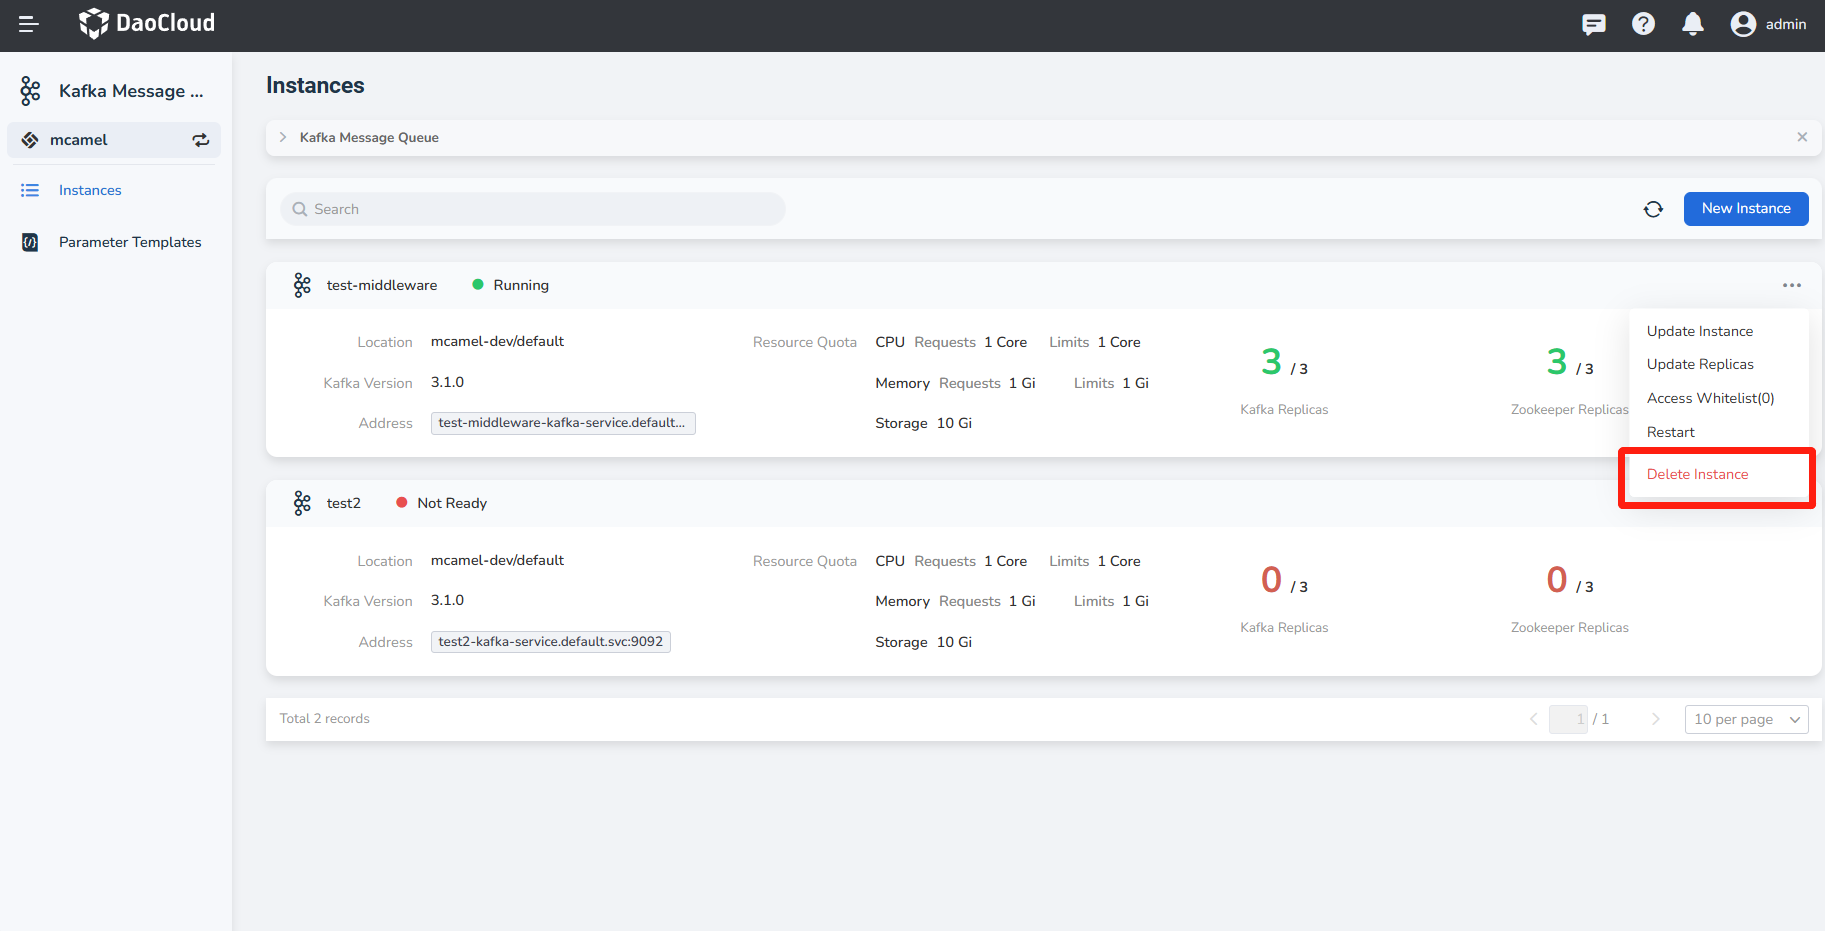 DaoCloud
admin
Kafka Message ...
mcamel
Instances
Parameter Templates
Instances
Kafka Message Queue
Search
New Instance
test-middleware Running
Location mcamel-dev/default
Kafka Version 3.1.0
Address test-middleware-kafka-service.default...
Resource Quota CPU Requests 1 Core Limits 1 Core
Memory Requests 1 Gi Limits 1 Gi
Storage 10 Gi
3 / 3
Kafka Replicas
3 / 3
Zookeeper Replicas
Update Instance
Update Replicas
Access Whitelist(0)
Restart
Delete Instance
test2 Not Ready
Location mcamel-dev/default
Kafka Version 3.1.0
Address test2-kafka-service.default.svc:9092
Resource Quota CPU Requests 1 Core Limits 1 Core
Memory Requests 1 Gi Limits 1 Gi
Storage 10 Gi
0 / 3
Kafka Replicas
0 / 3
Zookeeper Replicas
Total 2 records
1 / 1
10 per page